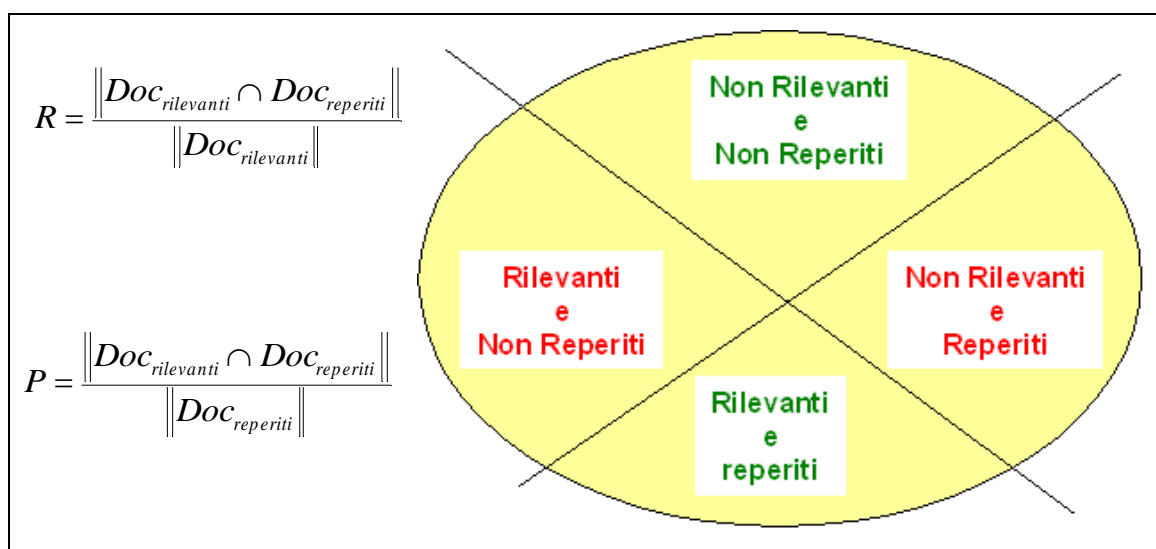 R = ‖Doc_rilevanti ∩ Doc_reperiti‖ / ‖Doc_rilevanti‖
P = ‖Doc_rilevanti ∩ Doc_reperiti‖ / ‖Doc_reperiti‖
Non Rilevanti
e
Non Reperiti
Rilevanti
e
Non Reperiti
Non Rilevanti
e
Reperiti
Rilevanti
e
reperiti